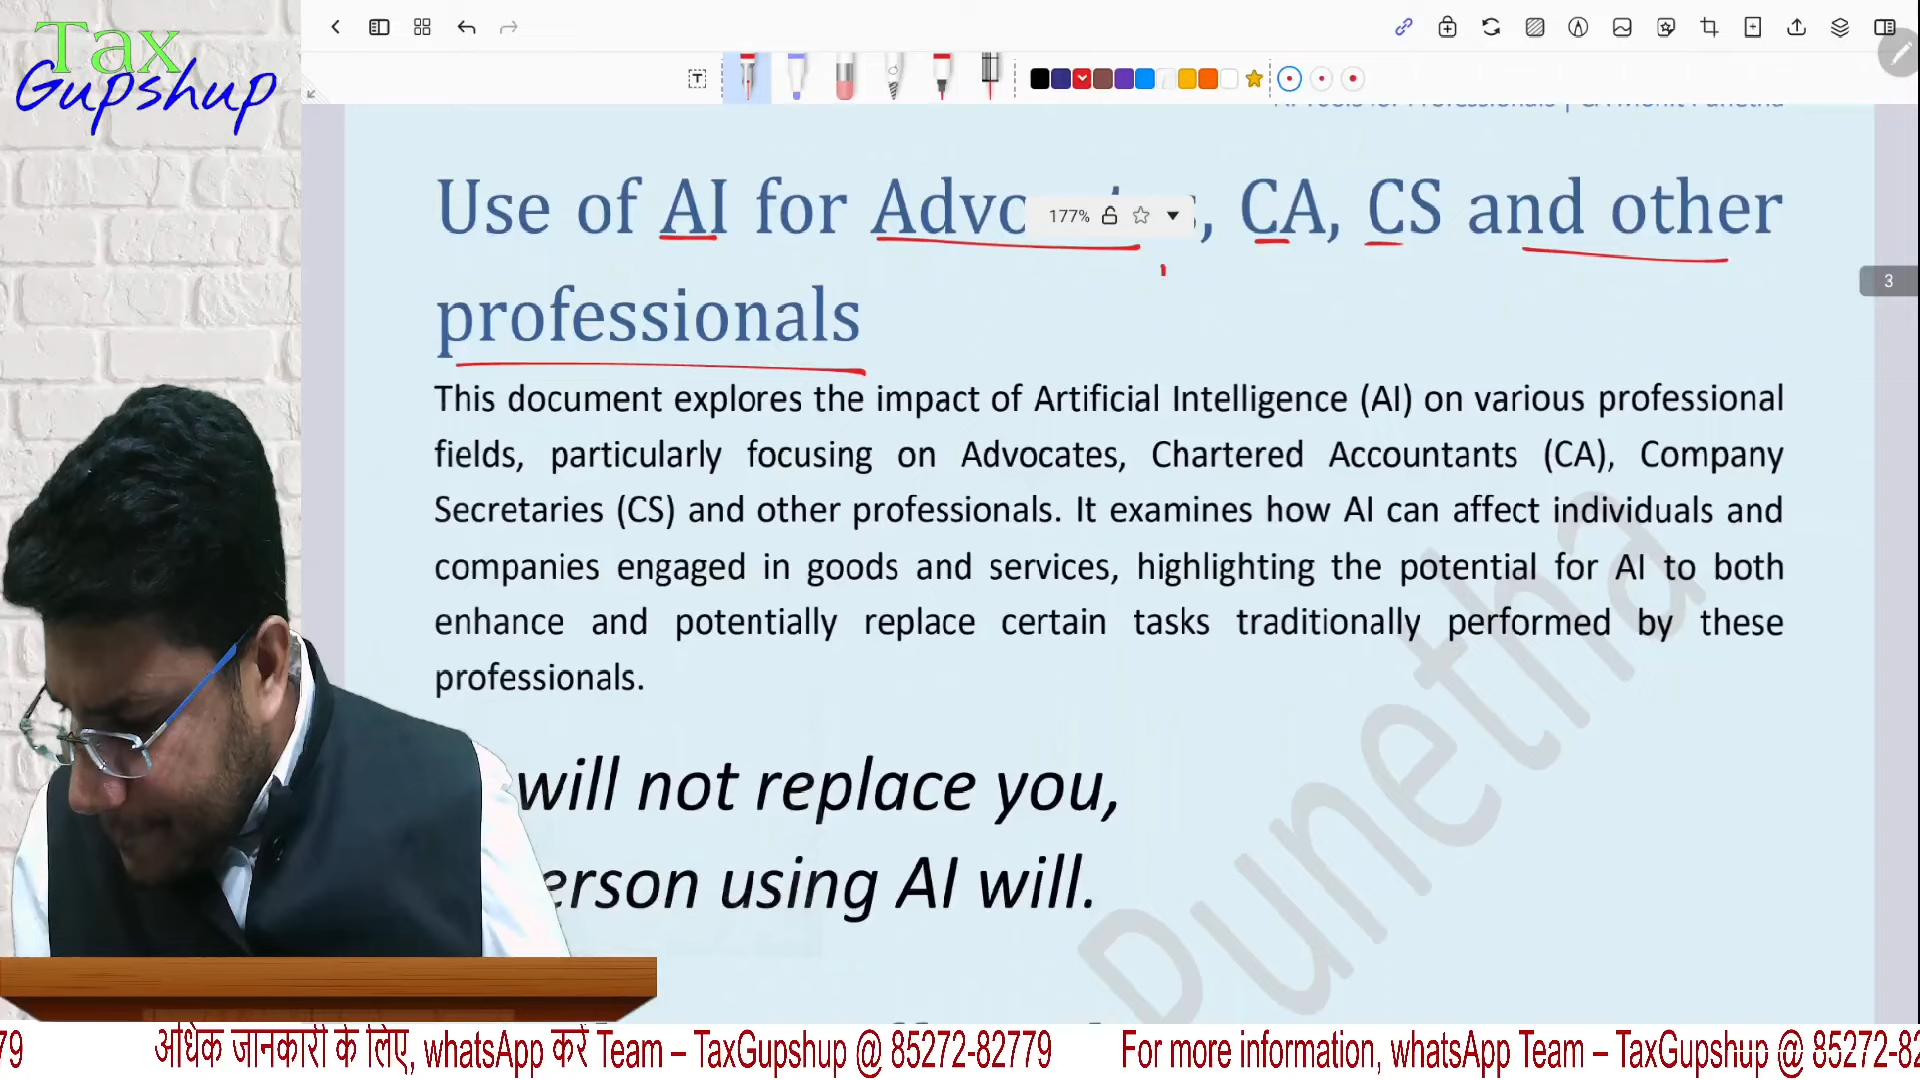 Tax
Gupshup
177%
Use of AI for Advo , CA, CS and other
professionals
3
This document explores the impact of Artificial Intelligence (AI) on various professional
fields, particularly focusing on Advocates, Chartered Accountants (CA), Company
Secretaries (CS) and other professionals. It examines how AI can affect individuals and
companies engaged in goods and services, highlighting the potential for AI to both
enhance and potentially replace certain tasks traditionally performed by these
professionals.
will not replace you,
erson using AI will.
Punetha
79 अधिक जानकारी के लिए, whatsApp करें Team – TaxGupshup @ 85272-82779 For more information, whatsApp Team – TaxGupshup @ 85272-82